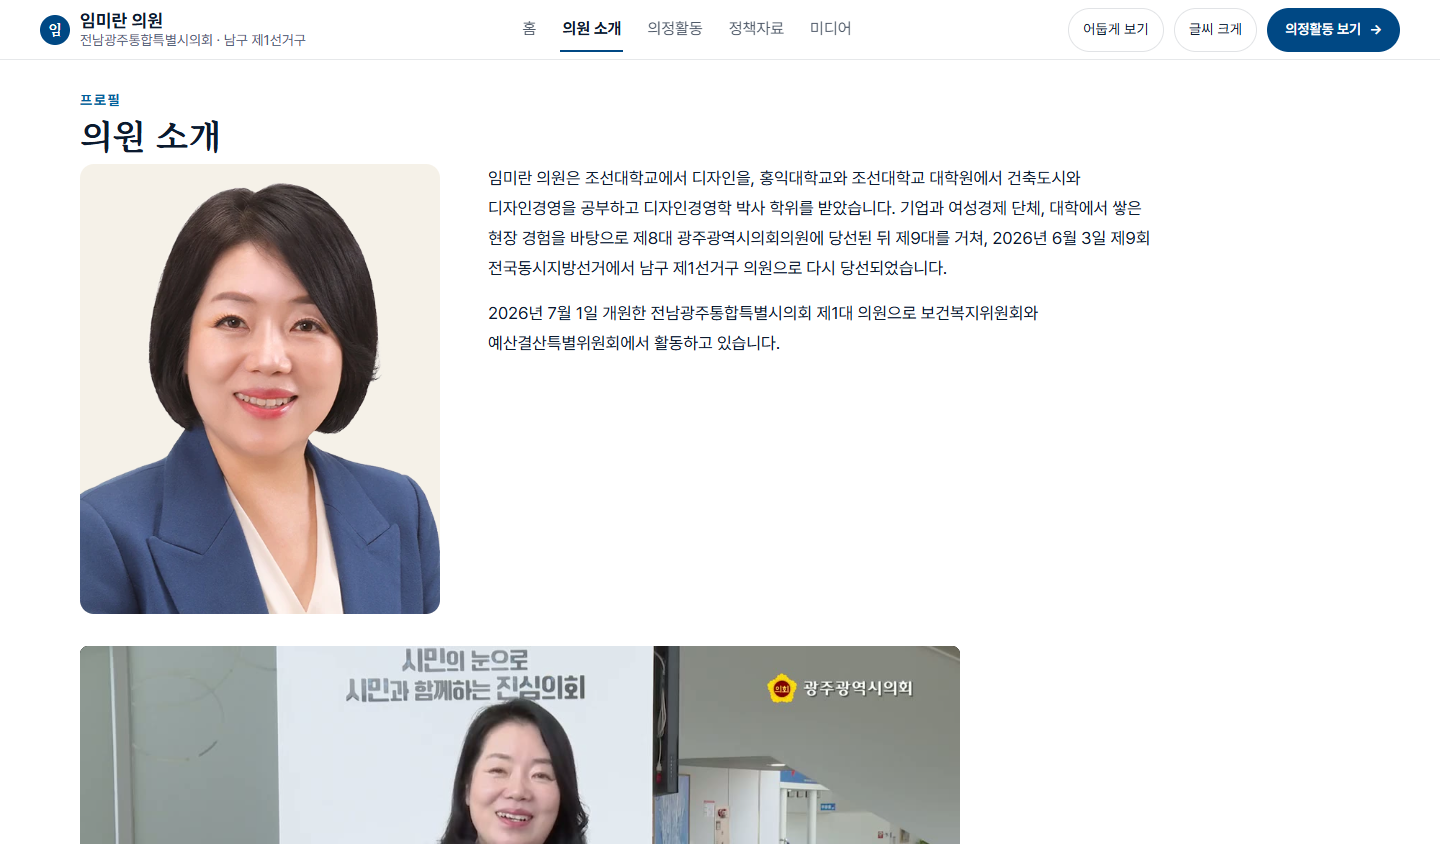 임
임미란 의원
전남광주통합특별시의회 · 남구 제1선거구
홈
의원 소개
의정활동
정책자료
미디어
어둡게 보기
글씨 크게
의정활동 보기 →
프로필
의원 소개
임미란 의원은 조선대학교에서 디자인을, 홍익대학교와 조선대학교 대학원에서 건축도시와
디자인경영을 공부하고 디자인경영학 박사 학위를 받았습니다. 기업과 여성경제 단체, 대학에서 쌓은
현장 경험을 바탕으로 제8대 광주광역시의회의원에 당선된 뒤 제9대를 거쳐, 2026년 6월 3일 제9회
전국동시지방선거에서 남구 제1선거구 의원으로 다시 당선되었습니다.
2026년 7월 1일 개원한 전남광주통합특별시의회 제1대 의원으로 보건복지위원회와
예산결산특별위원회에서 활동하고 있습니다.
시민의 눈으로
시민과 함께하는 진심의회
의회
광주광역시의회